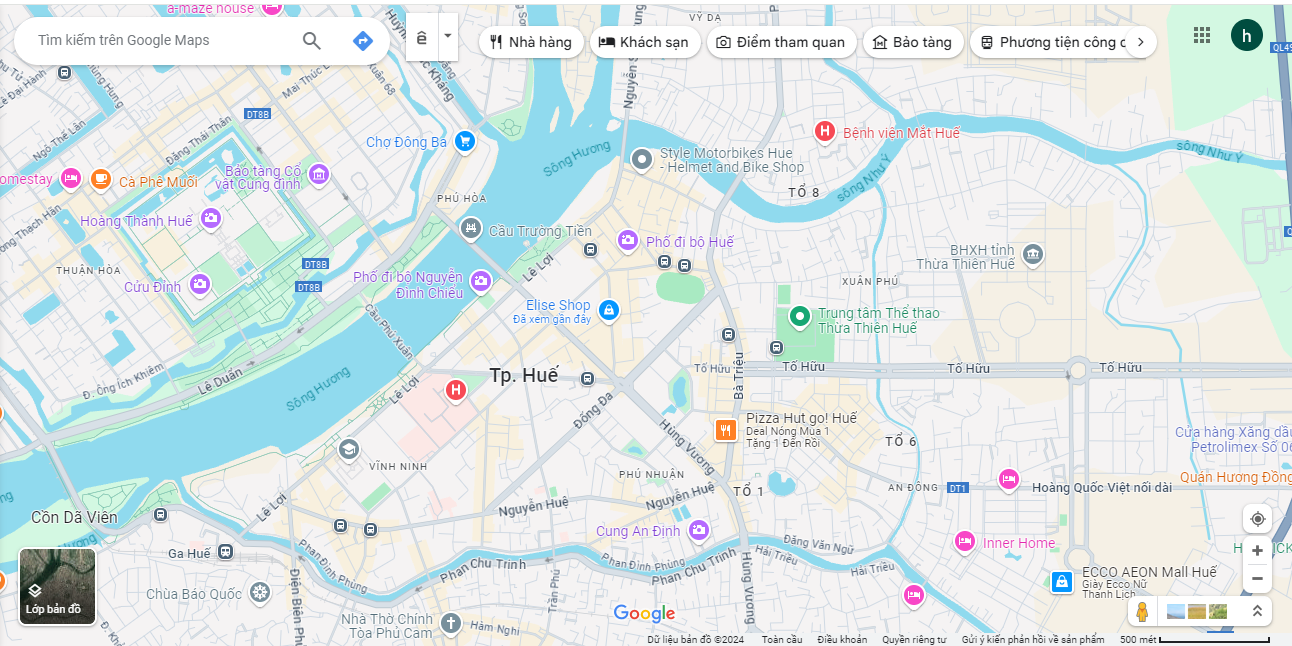 a-maze house
Tìm kiếm trên Google Maps
ê
Nhà hàng
Khách sạn
Điểm tham quan
Bảo tàng
Phương tiện công c
h
VỸ DẠ
QL49
DT8B
Mai Thúc L
Xuân 68
Ngô Thế Lân
Đặng Thái Thân
Chợ Đông Ba
Sông Hương
Bệnh viện Mắt Huế
Style Motorbikes Hue
- Helmet and Bike Shop
sông Như Ý
sông Như Ý
TỔ 8
omestay
Cà Phê Muối
Bảo tàng Cổ
vật Cung đình
PHÚ HÒA
Hoàng Thành Huế
Cầu Trường Tiền
Phố đi bộ Huế
BHXH tỉnh
Thừa Thiên Huế
THUẬN HÒA
DT8B
Lê Lợi
Cửu Đỉnh
DT8B
Phố đi bộ Nguyễn
Đình Chiểu
XUÂN PHÚ
Elise Shop
Đã xem gần đây
Trung tâm Thể thao
Thừa Thiên Huế
Cầu Phú Xuân
Đ. Ông Ích Khiêm
Lê Duẩn
Sông Hương
Lê Lợi
Tp. Huế
Tố Hữu
Tố Hữu
Tố Hữu
Tố Hữu
Bà Triệu
Đống Đa
Hùng Vương
Pizza Hut go! Huế
Deal Nóng Mùa 1
Tặng 1 Đến Rồi
TỔ 6
Cửa hàng Xăng dầu
Petrolimex Số 06
VĨNH NINH
PHÚ NHUẬN
Quán Hương Đồng
TỔ 1
AN ĐÔNG
DT1
Hoàng Quốc Việt nối dài
Nguyễn Huệ
Nguyễn Huệ
Lê Lợi
Cồn Dã Viên
Cung An Định
Đặng Văn Ngữ
Inner Home
Ga Huế
Phan Đình Phùng
Phan Chu Trinh
Phan Đình Phùng
Phan Chu Trinh
Hải Triều
Hải Triều
ECCO AEON Mall Huế
Giày Ecco Nữ
Thanh Lịch
Chùa Báo Quốc
Điện Biên Ph
Trần Phú
Hùng Vương
Lớp bản đồ
Nhà Thờ Chính
Tòa Phủ Cam
Hàm Nghi
Google
Dữ liệu bản đồ ©2024
Toàn cầu
Điều khoản
Quyền riêng tư
Gửi ý kiến phản hồi về sản phẩm
500 mét